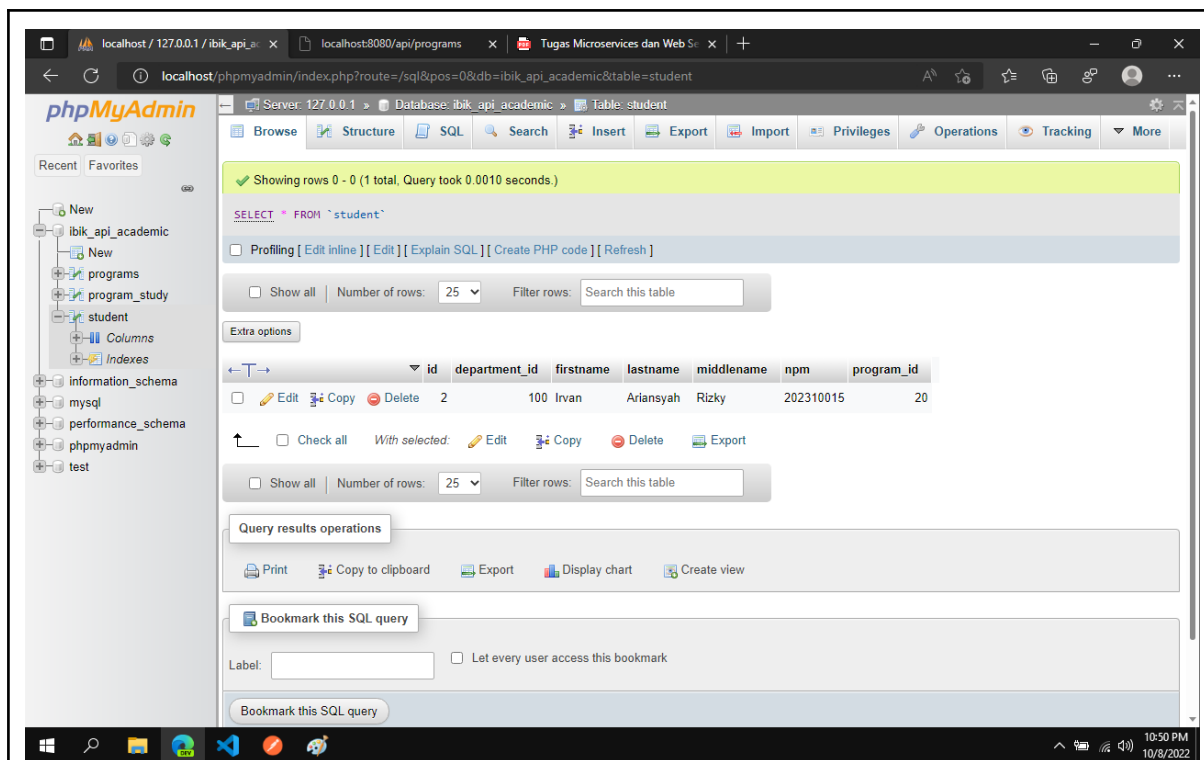 localhost / 127.0.0.1 / ibik_api_ac
localhost:8080/api/programs
Tugas Microservices dan Web Se
localhost/phpmyadmin/index.php?route=/sql&pos=0&db=ibik_api_academic&table=student
phpMyAdmin
Recent Favorites
New
ibik_api_academic
New
programs
program_study
student
Columns
Indexes
information_schema
mysql
performance_schema
phpmyadmin
test
Server: 127.0.0.1 » Database: ibik_api_academic » Table: student
Browse Structure SQL Search Insert Export Import Privileges Operations Tracking More
Showing rows 0 - 0 (1 total, Query took 0.0010 seconds.)
SELECT * FROM `student`
Profiling [ Edit inline ] [ Edit ] [ Explain SQL ] [ Create PHP code ] [ Refresh ]
Show all Number of rows: 25 Filter rows: Search this table
Extra options
←T→ id department_id firstname lastname middlename npm program_id
Edit Copy Delete 2 100 Irvan Ariansyah Rizky 202310015 20
Check all With selected: Edit Copy Delete Export
Show all Number of rows: 25 Filter rows: Search this table
Query results operations
Print Copy to clipboard Export Display chart Create view
Bookmark this SQL query
Label: Let every user access this bookmark
Bookmark this SQL query
DEV
10:50 PM
10/8/2022